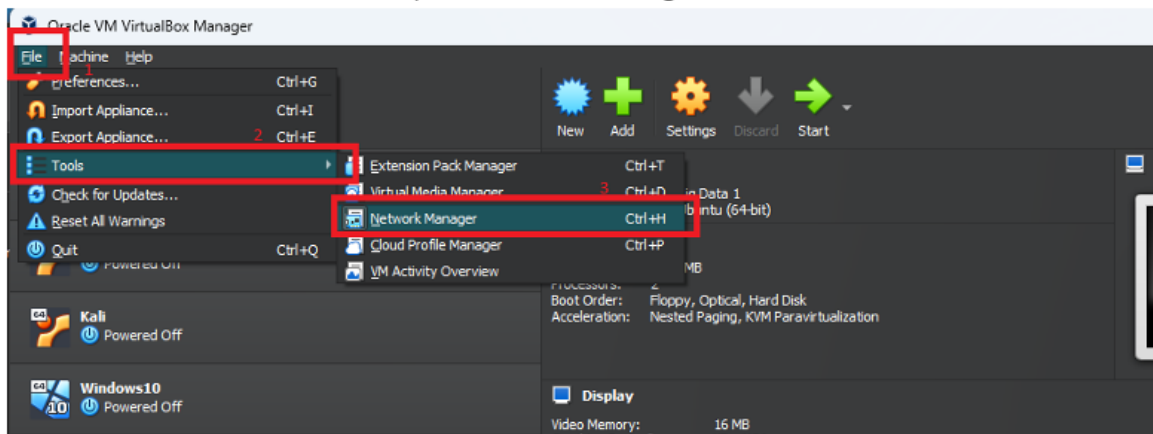 Oracle VM VirtualBox Manager
File Machine Help
1
Preferences... Ctrl+G
Import Appliance... Ctrl+I
Export Appliance... 2 Ctrl+E
Tools
Check for Updates...
Reset All Warnings
Quit Ctrl+Q
Powered Off
Extension Pack Manager Ctrl+T
Virtual Media Manager 3 Ctrl+D
Network Manager Ctrl+H
Cloud Profile Manager Ctrl+P
VM Activity Overview
New Add Settings Discard Start
Data 1
(64-bit)
MB
Processors: 2
Boot Order: Floppy, Optical, Hard Disk
Acceleration: Nested Paging, KVM Paravirtualization
64
Kali
Powered Off
64
10
Windows10
Powered Off
Display
Video Memory: 16 MB